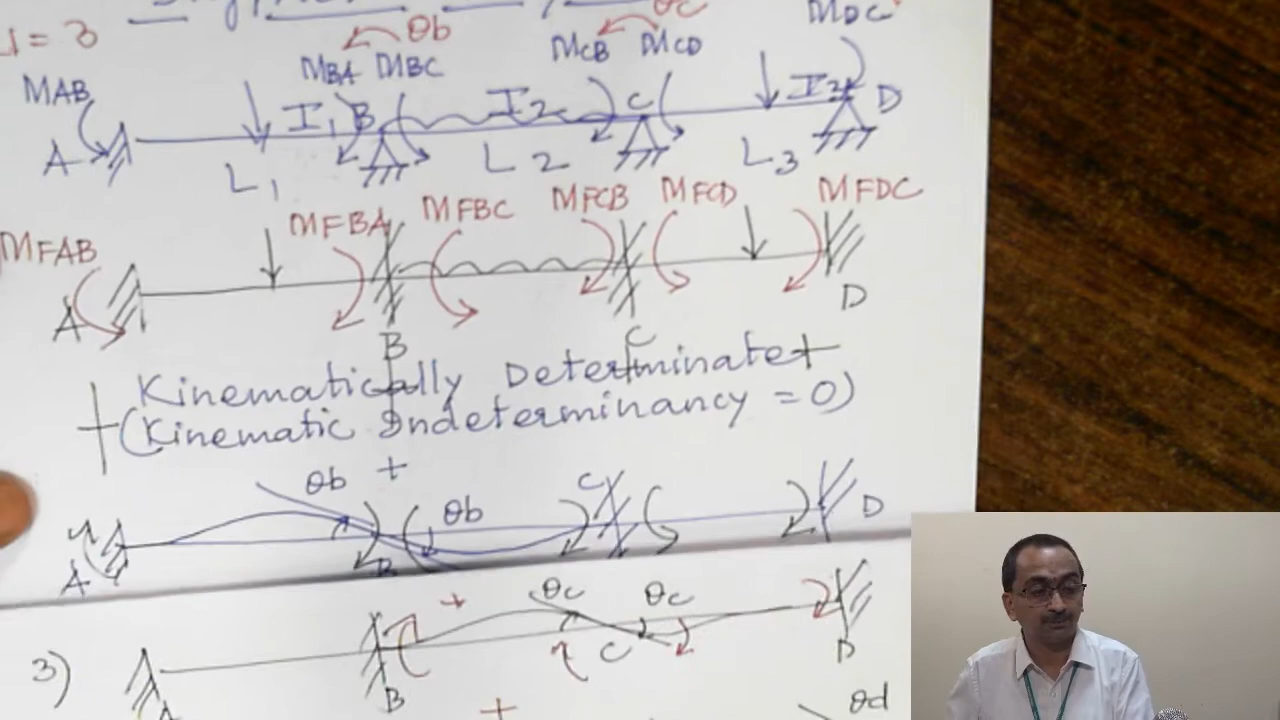 = 3
θb
θc
MDC
MAB
MBA MBC
MCB MCD
A I1 B I2 C I3 D
L1 L2 L3
MFAB MFBA MFBC MFCB MFCD MFDC
A B C D
Kinematically Determinate
(Kinematic Indeterminancy = 0)
+
θb θb C D
A B
+
θc θc
3)
B C D
A
+
θd